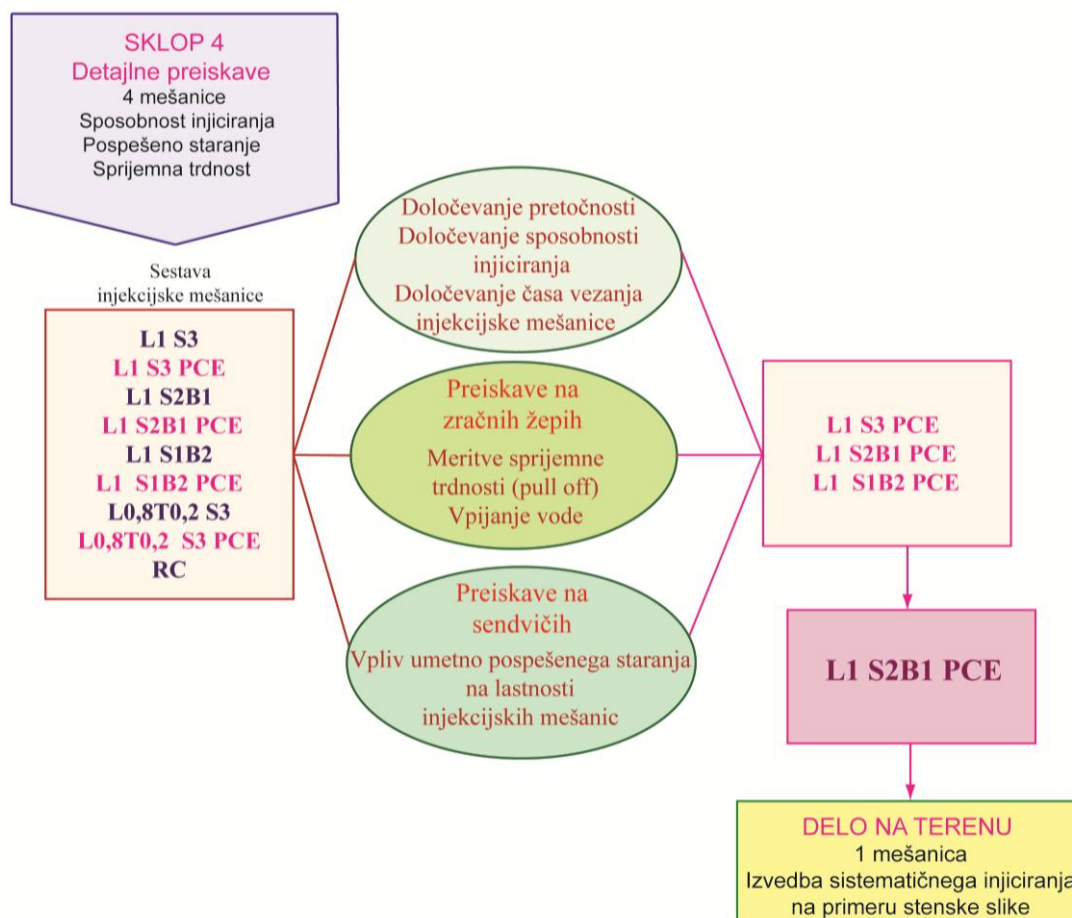 SKLOP 4
Detajlne preiskave
4 mešanice
Sposobnost injiciranja
Pospešeno staranje
Sprijemna trdnost
Sestava
injekcijske mešanice
L1 S3
L1 S3 PCE
L1 S2B1
L1 S2B1 PCE
L1 S1B2
L1 S1B2 PCE
L0,8T0,2 S3
L0,8T0,2 S3 PCE
RC
Določevanje pretočnosti
Določevanje sposobnosti
injiciranja
Določevanje časa vezanja
injekcijske mešanice
Preiskave na
zračnih žepih
Meritve sprijemne
trdnosti (pull off)
Vpijanje vode
Preiskave na
sendvičih
Vpliv umetno pospešenega staranja
na lastnosti
injekcijskih mešanic
L1 S3 PCE
L1 S2B1 PCE
L1 S1B2 PCE
L1 S2B1 PCE
DELO NA TERENU
1 mešanica
Izvedba sistematičnega injiciranja
na primeru stenske slike